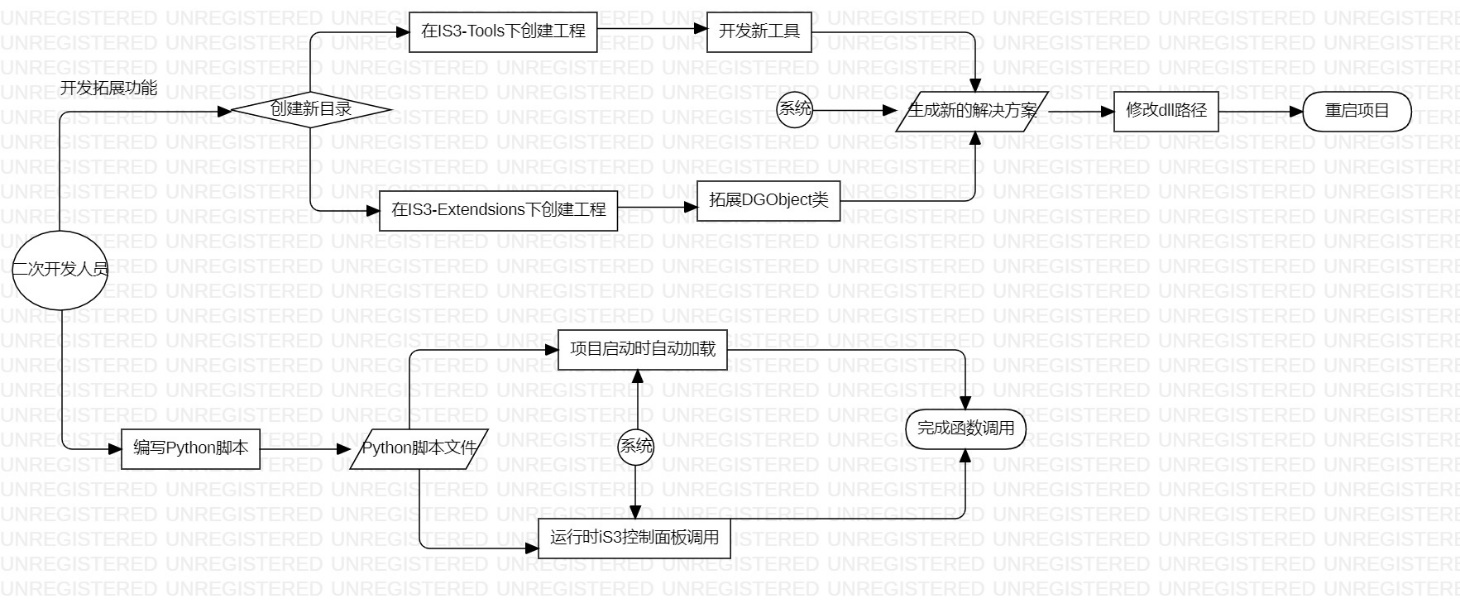 在IS3-Tools下创建工程
开发新工具
开发拓展功能
创建新目录
系统
生成新的解决方案
修改dll路径
重启项目
在IS3-Extendsions下创建工程
拓展DGObject类
二次开发人员
项目启动时自动加载
编写Python脚本
Python脚本文件
系统
完成函数调用
运行时iS3控制面板调用
UNREGISTERED